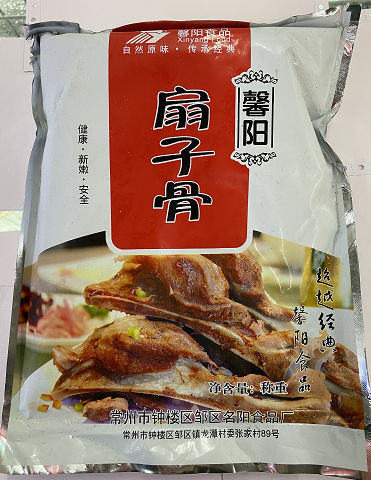 馨阳食品
Xinyang Food
自然原味·传承经典
馨阳
扇子骨
健康·新嫩·安全
超越经典
馨阳食品
净含量:称重
常州市钟楼区邹区名阳食品厂
常州市钟楼区邹区镇龙潭村委张家村89号